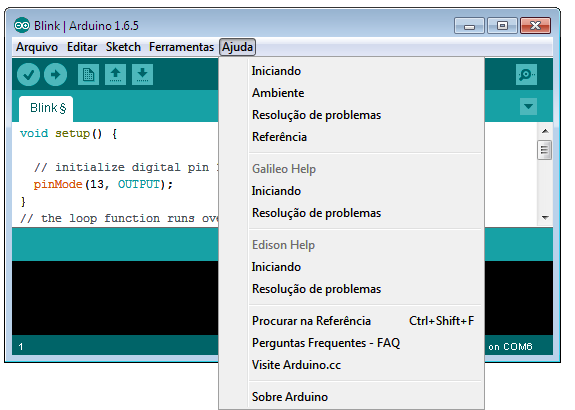 Blink | Arduino 1.6.5
Arquivo Editar Sketch Ferramentas Ajuda
Blink §
void setup() {
// initialize digital pin
pinMode(13, OUTPUT);
}
// the loop function runs
Iniciando
Ambiente
Resolução de problemas
Referência
Galileo Help
Iniciando
Resolução de problemas
Edison Help
Iniciando
Resolução de problemas
Procurar na Referência Ctrl+Shift+F
Perguntas Frequentes - FAQ
Visite Arduino.cc
Sobre Arduino
1
on COM6